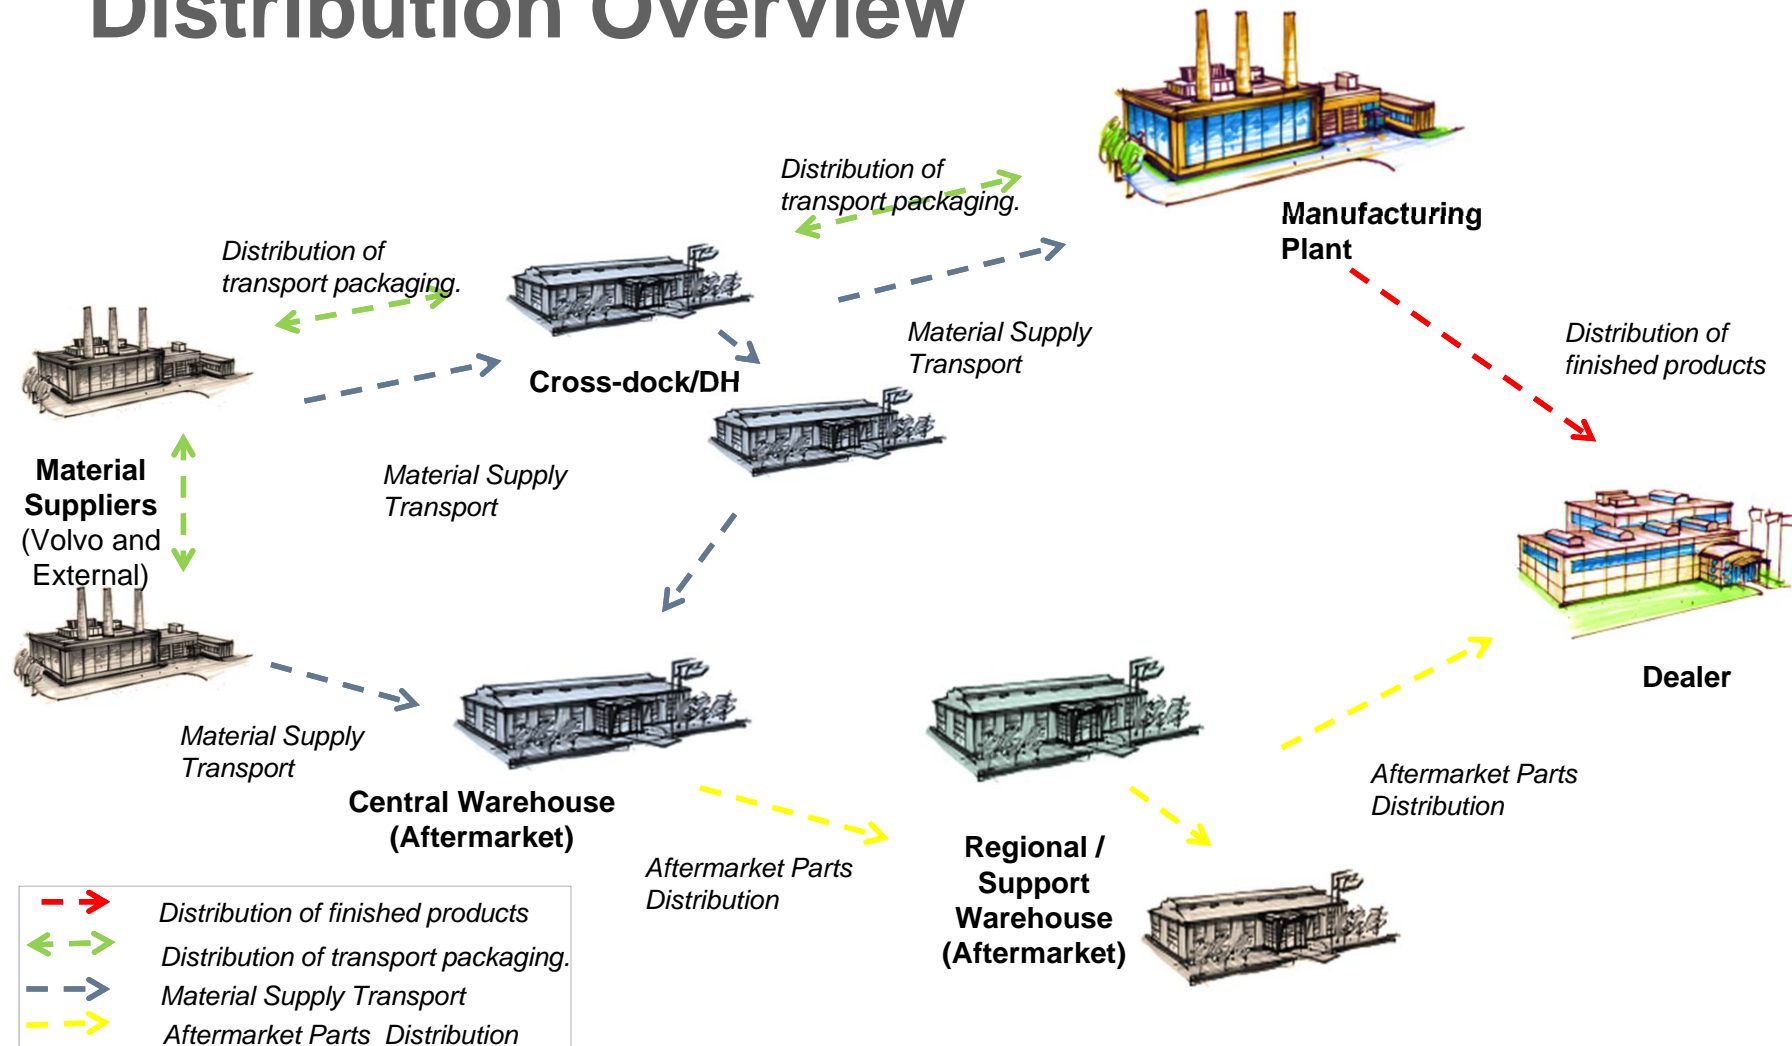 Distribution Overview
Distribution of
transport packaging.
Manufacturing
Plant
Distribution of
transport packaging.
Distribution of
finished products
Material Supply
Transport
Cross-dock/DH
Material
Suppliers
(Volvo and
External)
Material Supply
Transport
Dealer
Material Supply
Transport
Central Warehouse
(Aftermarket)
Aftermarket Parts
Distribution
Regional /
Support
Warehouse
(Aftermarket)
Aftermarket Parts
Distribution
Distribution of finished products
Distribution of transport packaging.
Material Supply Transport
Aftermarket Parts Distribution